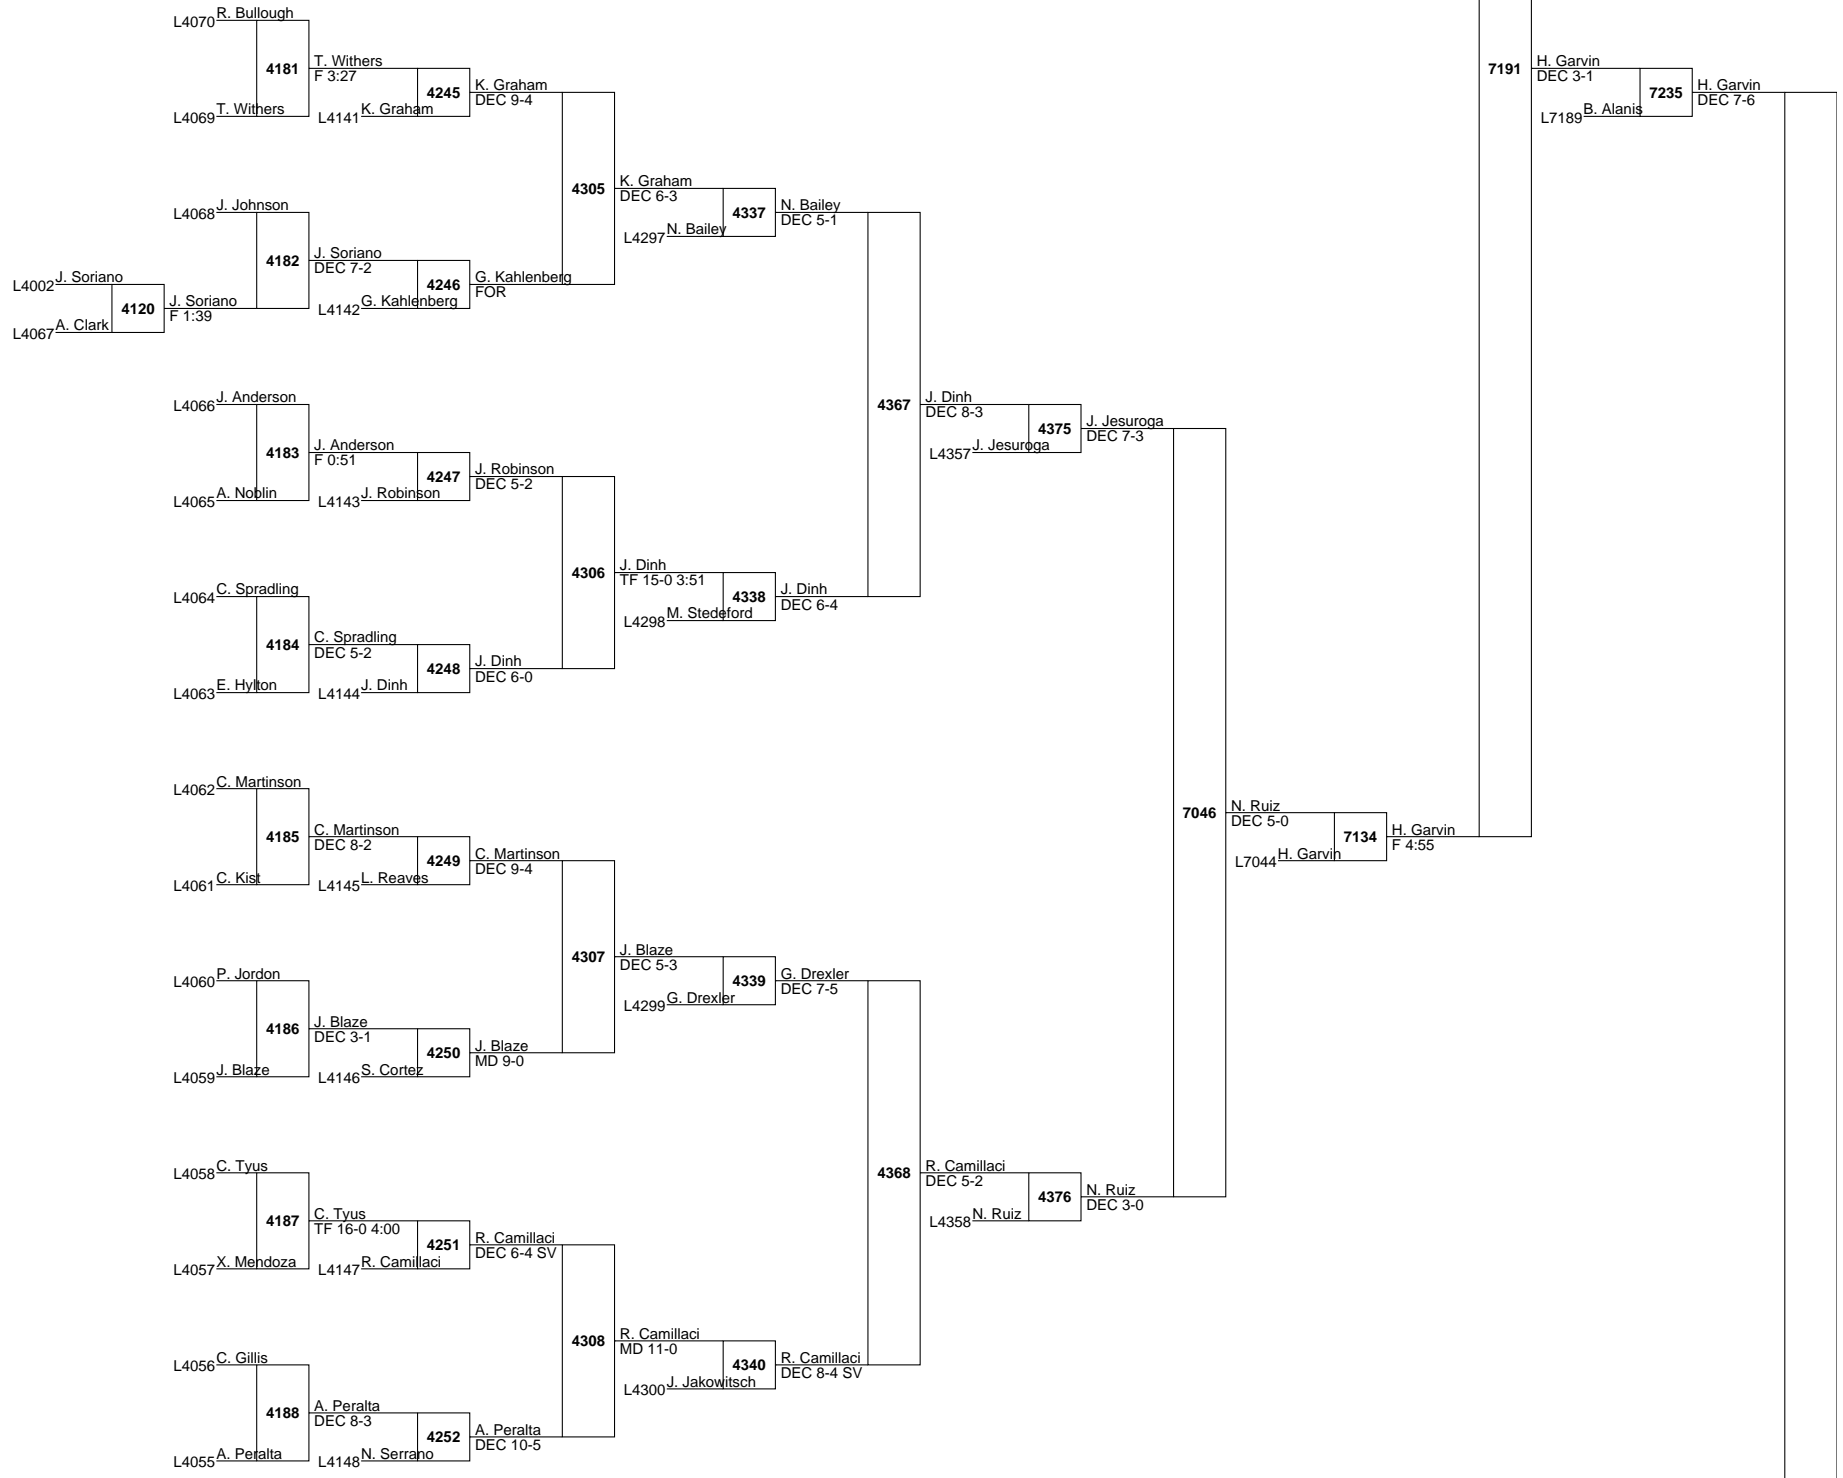 L4070 R. Bullough
4181
T. Withers
F 3:27
L4069 T. Withers
4245
L4141 K. Graham
K. Graham
DEC 9-4
L4068 J. Johnson
4182
J. Soriano
DEC 7-2
L4002 J. Soriano
4120
J. Soriano
F 1:39
L4067 A. Clark
4246
L4142 G. Kahlenberg
G. Kahlenberg
FOR
4305
K. Graham
DEC 6-3
4337
L4297 N. Bailey
N. Bailey
DEC 5-1
L4066 J. Anderson
4183
J. Anderson
F 0:51
L4065 A. Noblin
4247
L4143 J. Robinson
J. Robinson
DEC 5-2
L4064 C. Spradling
4184
C. Spradling
DEC 5-2
L4063 E. Hylton
4248
L4144 J. Dinh
J. Dinh
DEC 6-0
4306
J. Dinh
TF 15-0 3:51
4338
L4298 M. Stedeford
J. Dinh
DEC 6-4
4367
J. Dinh
DEC 8-3
4375
L4357 J. Jesuroga
J. Jesuroga
DEC 7-3
L4062 C. Martinson
4185
C. Martinson
DEC 8-2
L4061 C. Kist
4249
L4145 L. Reaves
C. Martinson
DEC 9-4
L4060 P. Jordon
4186
J. Blaze
DEC 3-1
L4059 J. Blaze
4250
L4146 S. Cortez
J. Blaze
MD 9-0
4307
J. Blaze
DEC 5-3
4339
L4299 G. Drexler
G. Drexler
DEC 7-5
L4058 C. Tyus
4187
C. Tyus
TF 16-0 4:00
L4057 X. Mendoza
4251
L4147 R. Camillaci
R. Camillaci
DEC 6-4 SV
L4056 C. Gillis
4188
A. Peralta
DEC 8-3
L4055 A. Peralta
4252
L4148 N. Serrano
A. Peralta
DEC 10-5
4308
R. Camillaci
MD 11-0
4340
L4300 J. Jakowitsch
R. Camillaci
DEC 8-4 SV
4368
R. Camillaci
DEC 5-2
4376
L4358 N. Ruiz
N. Ruiz
DEC 3-0
7046
N. Ruiz
DEC 5-0
7134
L7044 H. Garvin
H. Garvin
F 4:55
7191
H. Garvin
DEC 3-1
7235
L7189 B. Alanis
H. Garvin
DEC 7-6